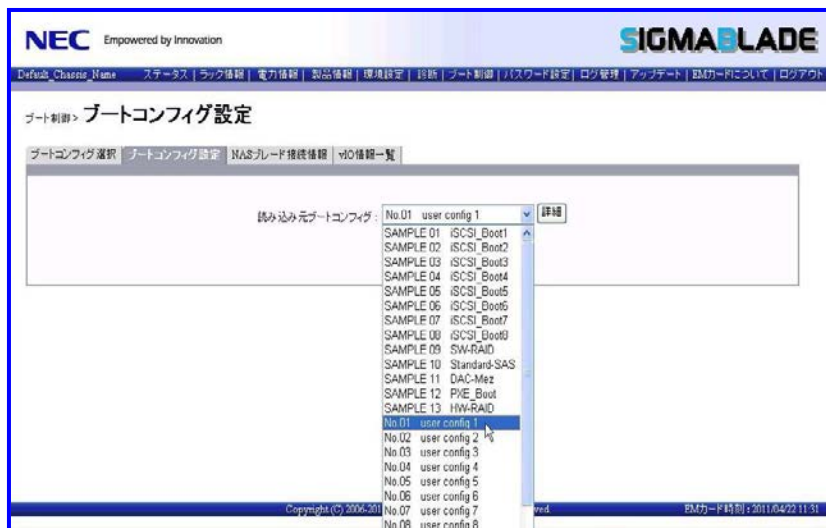 NEC Empowered by Innovation
SIGMABLADE
Default_Chassis_Name ステータス | ラック情報 | 電力情報 | 製品情報 | 環境設定 | 診断 | ブート制御 | パスワード設定 | ログ管理 | アップデート | EMカードについて | ログアウト
ブート制御> ブートコンフィグ設定
ブートコンフィグ選択 ブートコンフィグ設定 NASブレード接続情報 vIO情報一覧
読み込み元ブートコンフィグ : No.01 user config 1 詳細
SAMPLE 01 iSCSI_Boot1
SAMPLE 02 iSCSI_Boot2
SAMPLE 03 iSCSI_Boot3
SAMPLE 04 iSCSI_Boot4
SAMPLE 05 iSCSI_Boot5
SAMPLE 06 iSCSI_Boot6
SAMPLE 07 iSCSI_Boot7
SAMPLE 08 iSCSI_Boot8
SAMPLE 09 SW-RAID
SAMPLE 10 Standard-SAS
SAMPLE 11 DAC-Mez
SAMPLE 12 PXE_Boot
SAMPLE 13 HW-RAID
No.01 user config 1
No.02 user config 2
No.03 user config 3
No.04 user config 4
No.05 user config 5
No.06 user config 6
No.07 user config 7
No.08 user config 8
Copyright (C) 2006-201 ved. EMカード時刻 : 2011/04/22 11:31